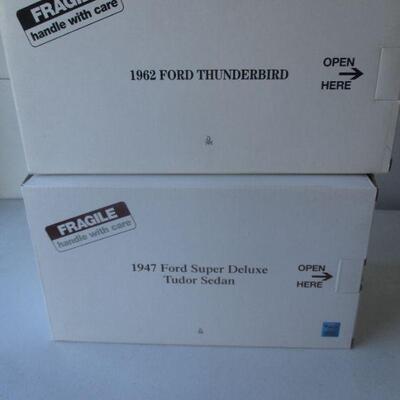 FRAGILE
handle with care
1962 FORD THUNDERBIRD
OPEN
HERE
FRAGILE
handle with care
1947 Ford Super Deluxe
Tudor Sedan
OPEN
HERE